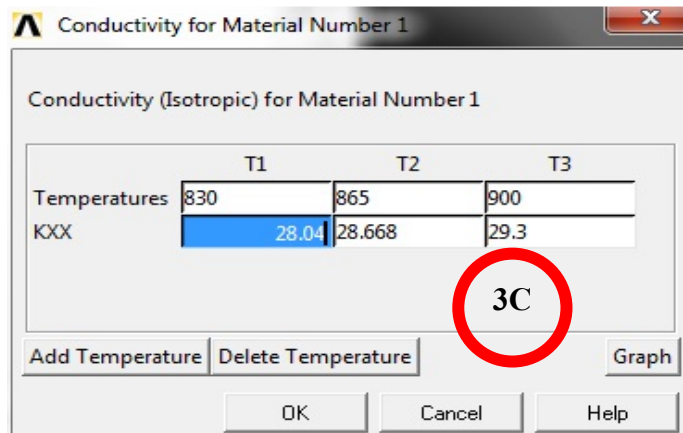 Conductivity for Material Number 1
x
Conductivity (Isotropic) for Material Number 1
T1 T2 T3
Temperatures 830 865 900
KXX 28.04 28.668 29.3
3C
Add Temperature Delete Temperature Graph
OK Cancel Help